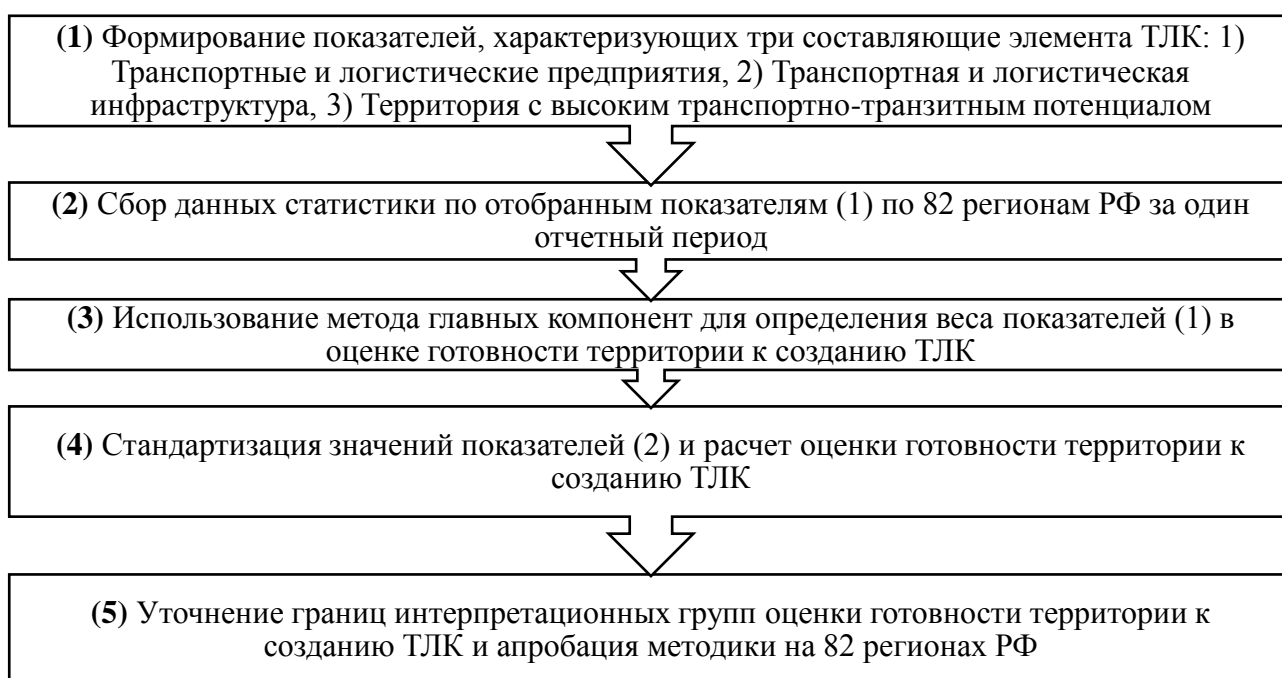 (1) Формирование показателей, характеризующих три составляющие элемента ТЛК: 1)
Транспортные и логистические предприятия, 2) Транспортная и логистическая
инфраструктура, 3) Территория с высоким транспортно-транзитным потенциалом
(2) Сбор данных статистики по отобранным показателям (1) по 82 регионам РФ за один
отчетный период
(3) Использование метода главных компонент для определения веса показателей (1) в
оценке готовности территории к созданию ТЛК
(4) Стандартизация значений показателей (2) и расчет оценки готовности территории к
созданию ТЛК
(5) Уточнение границ интерпретационных групп оценки готовности территории к
созданию ТЛК и апробация методики на 82 регионах РФ